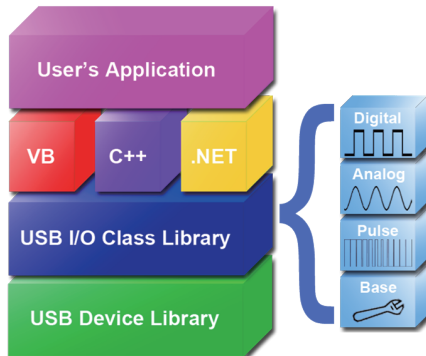 User's Application
VB
C++
.NET
USB I/O Class Library
USB Device Library
Digital
Analog
Pulse
Base